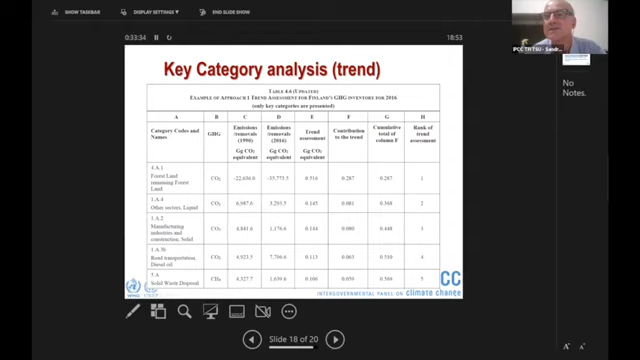 0:33:34
DISPLAY SETTINGS
END SLIDE SHOW
18:53
IPCC TFI TSU - Sandr...
No Notes.
Key Category analysis (trend)
TABLE 4.6 (UPDATED)
EXAMPLE OF APPROACH 1 TREND ASSESSMENT FOR FINLAND'S GHG INVENTORY FOR 2016
(only key categories are presented)
A B C D E F G H
Category Codes and Names
GHG
Emissions/removals (1990)
Gg CO2 equivalent
Emissions/removals (2016)
Gg CO2 equivalent
Trend assessment
Gg CO2 equivalent
Contribution to the trend
Cumulative total of column F
Rank of trend assessment
4.A.1 Forest Land remaining Forest Land CO2 -22,636.0 -35,773.5 0.516 0.287 0.287 1
1.A.4 Other sectors, Liquid CO2 6,987.6 3,293.5 0.145 0.081 0.368 2
1.A.2 Manufacturing industries and construction, Solid CO2 4,841.6 1,176.6 0.144 0.080 0.448 3
1.A.3b Road transportation, Diesel oil CO2 4,923.5 7,706.6 0.113 0.063 4
5.A Solid Waste Disposal CH4 4,327.7 1,639.6 0.106 0.059 5
WMO
UNEP
CC
INTERGOVERNMENTAL PANEL ON climate change
Slide 18 of 20
A A